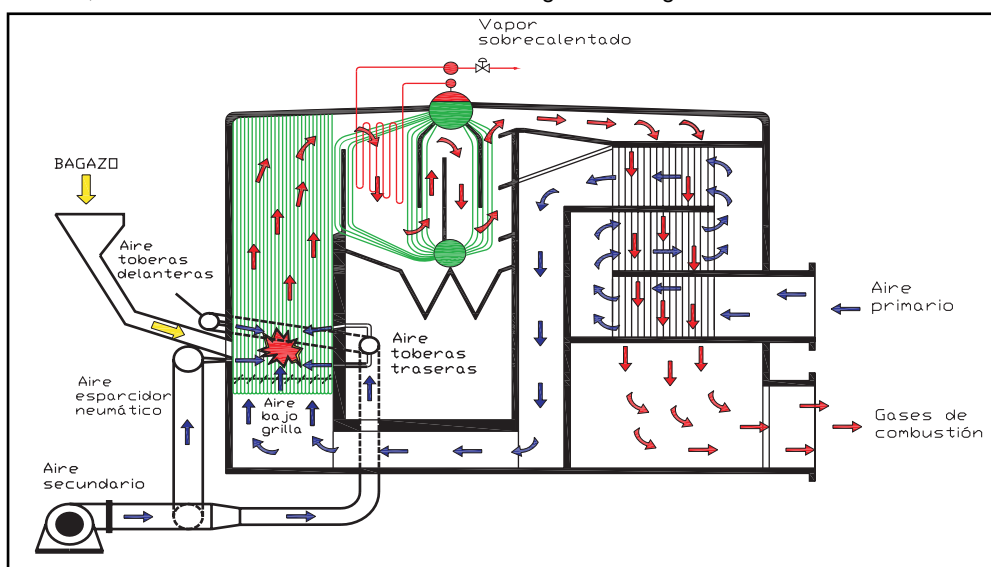 Vapor
sobrecalentado
BAGAZO
Aire
toberas
delanteras
Aire
primario
Aire
toberas
traseras
Aire
esparcidor
neumático
Aire
bajo
grilla
Gases de
combustión
Aire
secundario